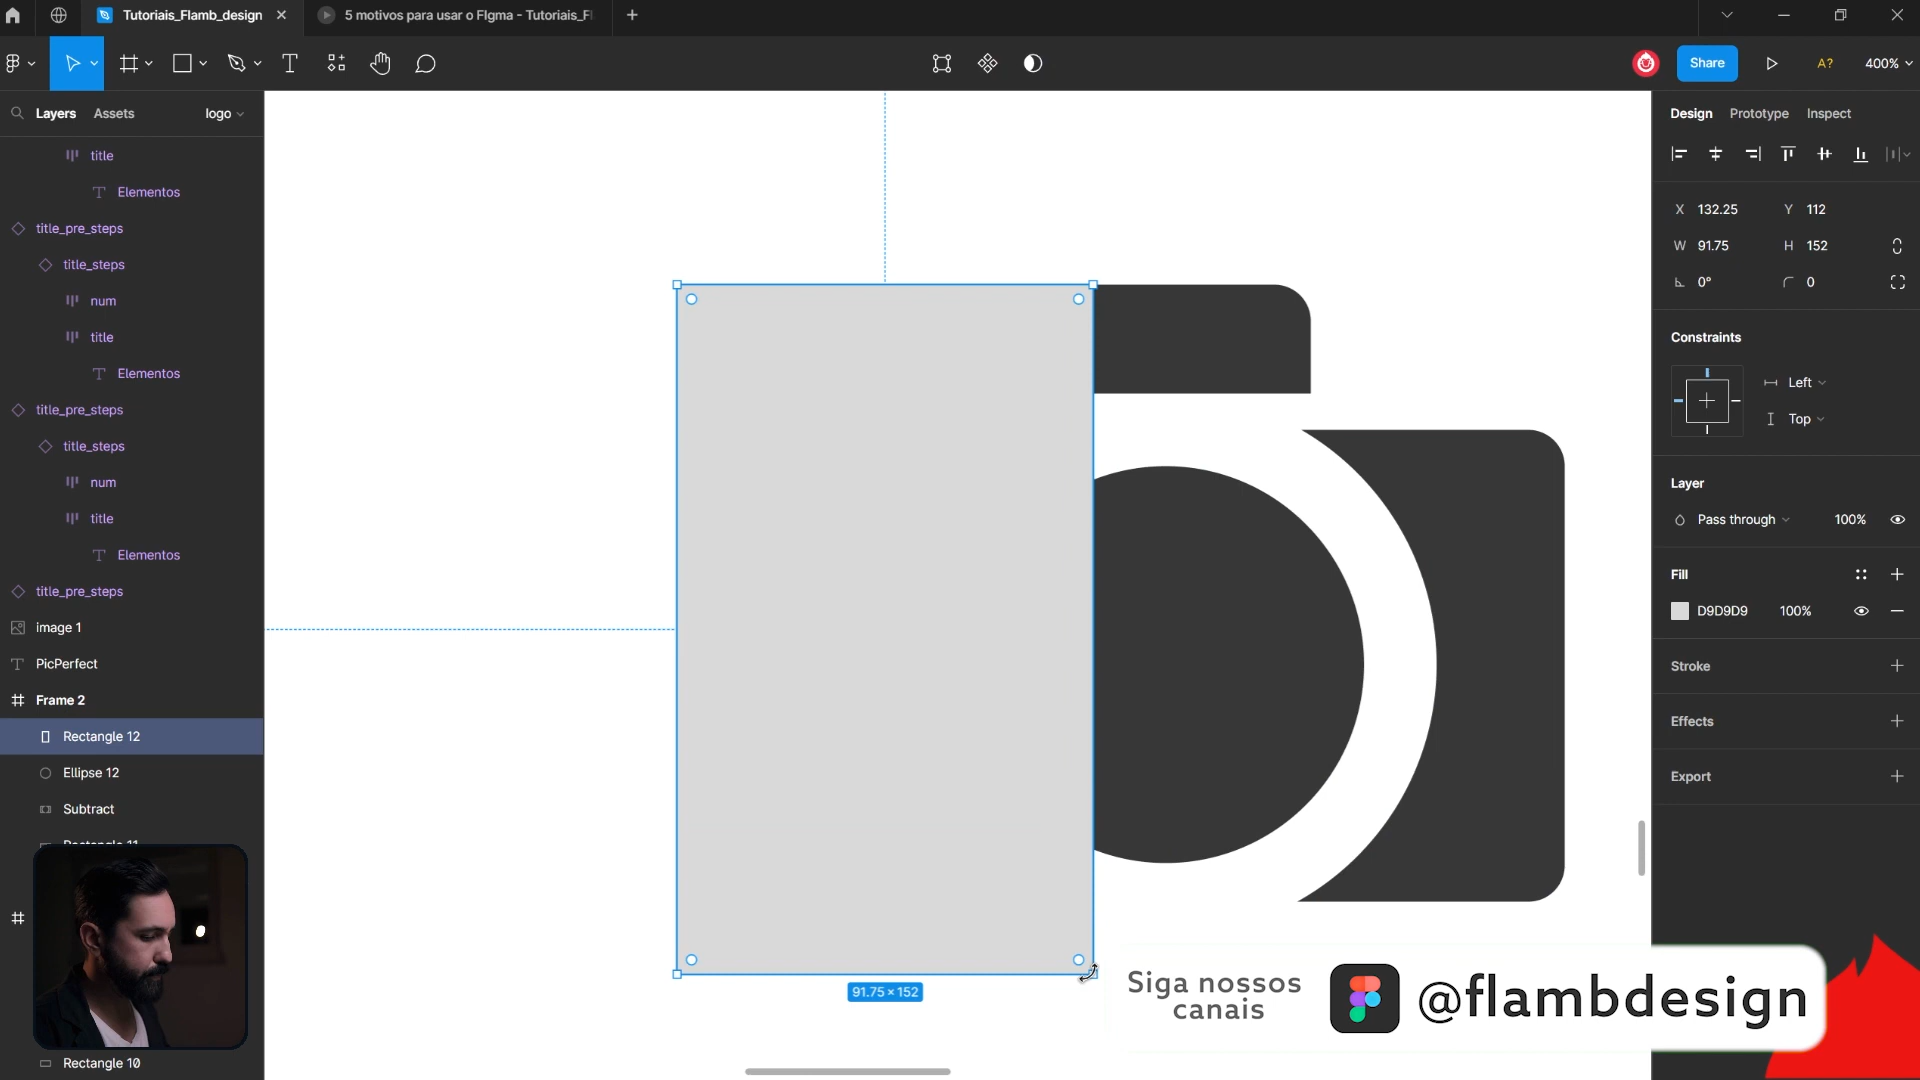 Tutoriais_Flamb_design
5 motivos para usar o FIgma - Tutoriais_Fl
Share
A?
400%
Layers
Assets
logo
title
Elementos
title_pre_steps
title_steps
num
title
Elementos
title_pre_steps
title_steps
num
title
Elementos
title_pre_steps
image 1
PicPerfect
Frame 2
Rectangle 12
Ellipse 12
Subtract
Rectangle 11
Rectangle 10
91.75 × 152
Design
Prototype
Inspect
X 132.25
Y 112
W 91.75
H 152
0°
0
Constraints
Left
Top
Layer
Pass through
100%
Fill
D9D9D9
100%
Stroke
Effects
Export
Siga nossos
canais
@flambdesign